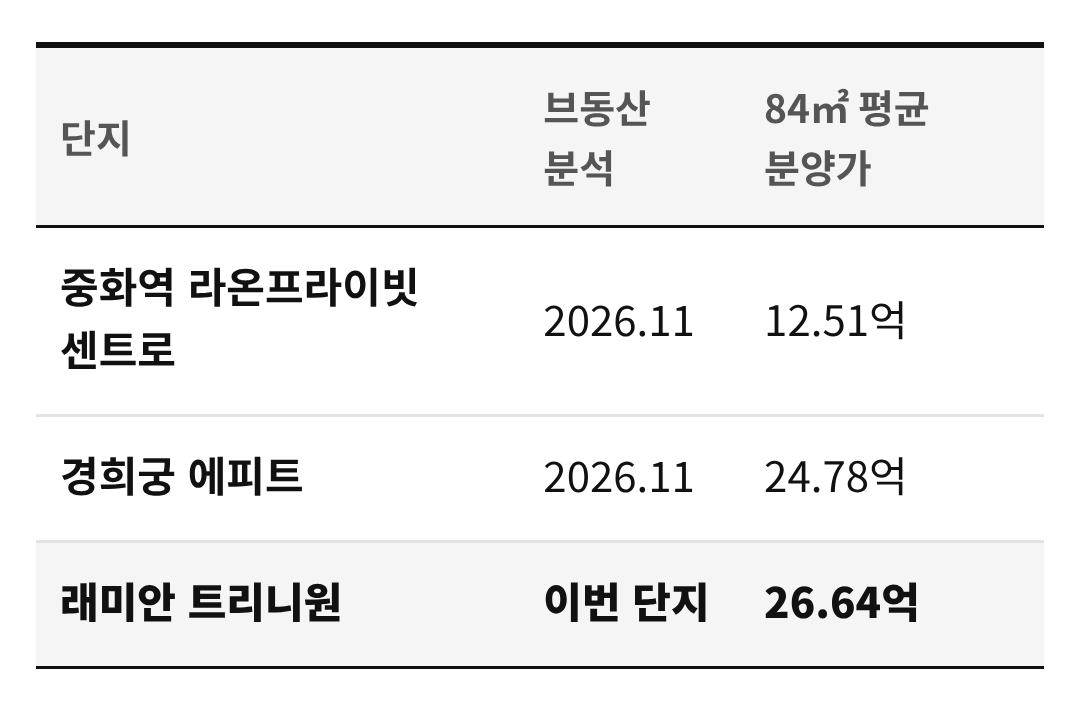 단지
브동산
분석
84㎡ 평균
분양가
중화역 라온프라이빗
센트로
2026.11
12.51억
경희궁 에피트
2026.11
24.78억
래미안 트리니원
이번 단지
26.64억